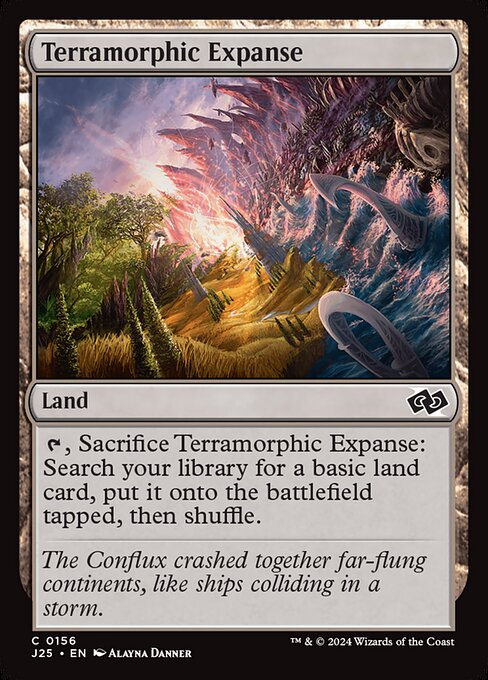 Terramorphic Expanse
Land
, Sacrifice Terramorphic Expanse:
Search your library for a basic land
card, put it onto the battlefield
tapped, then shuffle.
The Conflux crashed together far-flung
continents, like ships colliding in a
storm.
C 0156
J25 • EN Alayna Danner
™ & © 2024 Wizards of the Coast